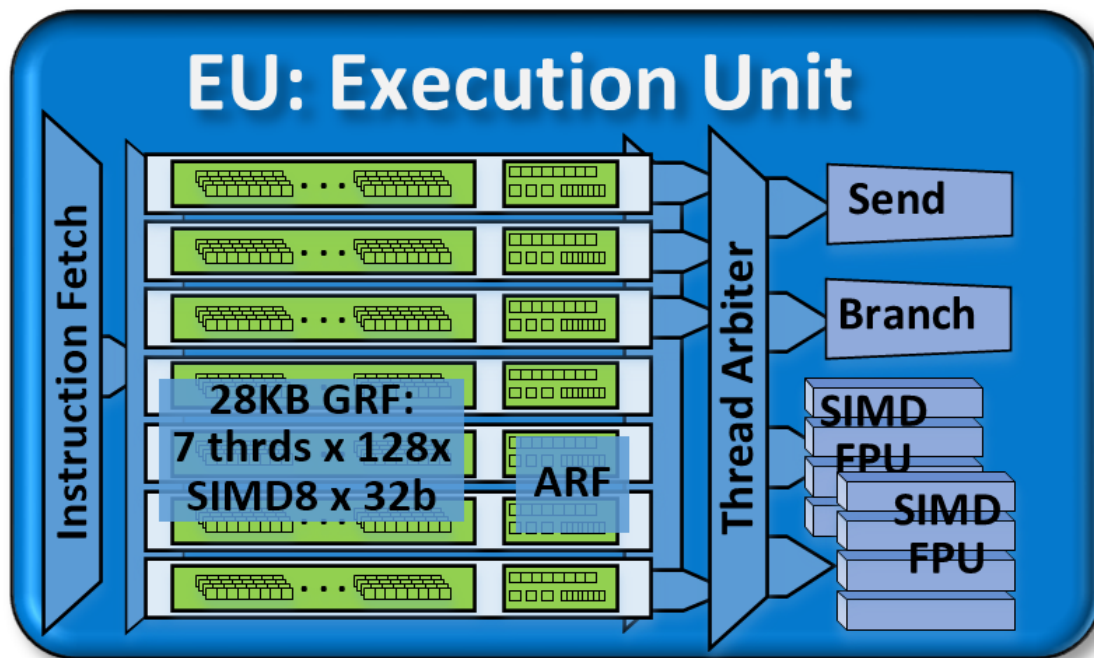 EU: Execution Unit
Instruction Fetch
28KB GRF:
7 thrds x 128x
SIMD8 x 32b
ARF
Thread Arbiter
Send
Branch
SIMD
FPU
SIMD
FPU